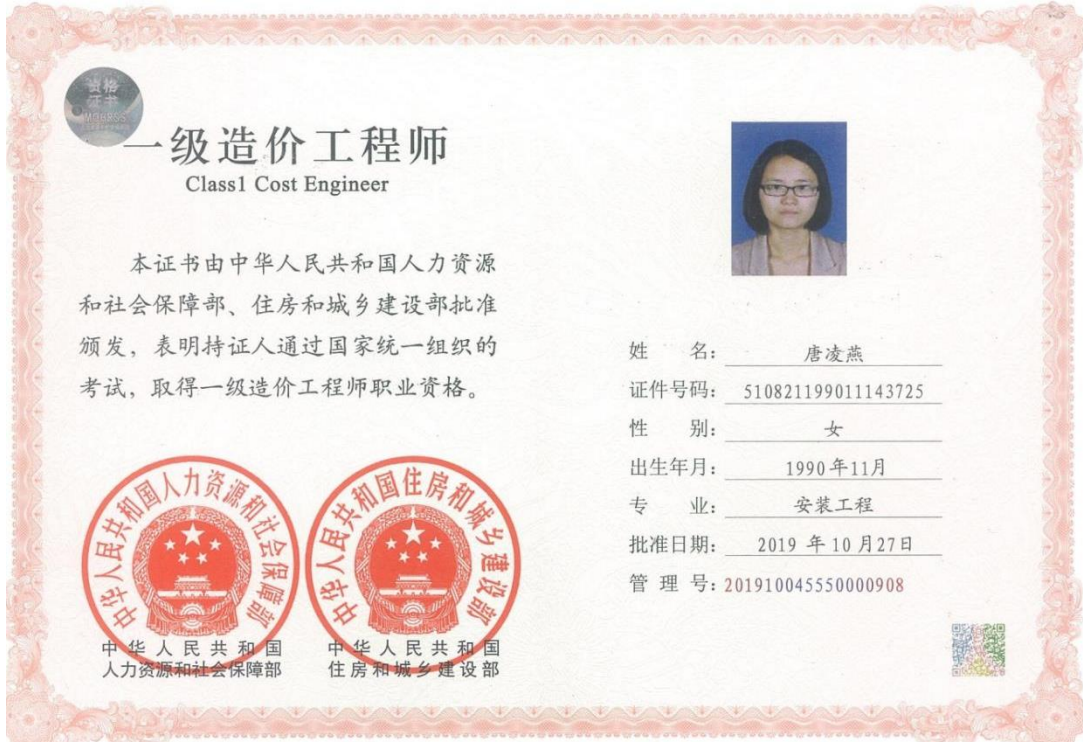 资格
证书
MOHRSS
一级造价工程师
Class1 Cost Engineer
本证书由中华人民共和国人力资源
和社会保障部、住房和城乡建设部批准
颁发，表明持证人通过国家统一组织的
考试，取得一级造价工程师职业资格。
姓 名：唐凌燕
证件号码：510821199011143725
性 别：女
出生年月：1990年11月
专 业：安装工程
批准日期：2019 年 10月27日
管 理 号：201910045550000908
中华人民共和国人力资源和社会保障部
中华人民共和国住房和城乡建设部
中华人民共和国
人力资源和社会保障部
中华人民共和国
住房和城乡建设部